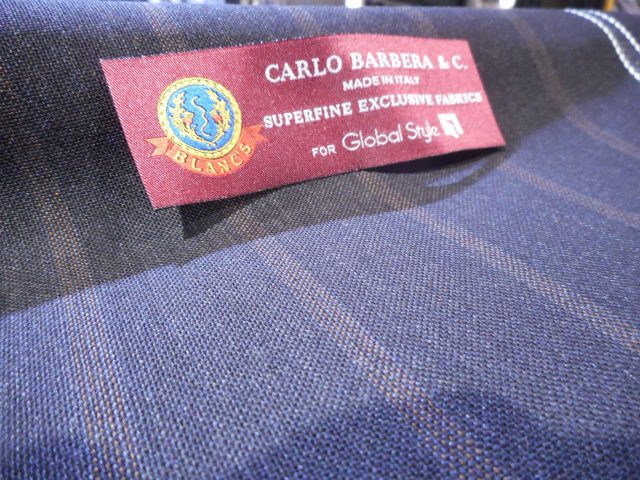 CARLO BARBERA & C.
MADE IN ITALY
SUPERFINE EXCLUSIVE FABRICS
FOR Global Style
BLANCS